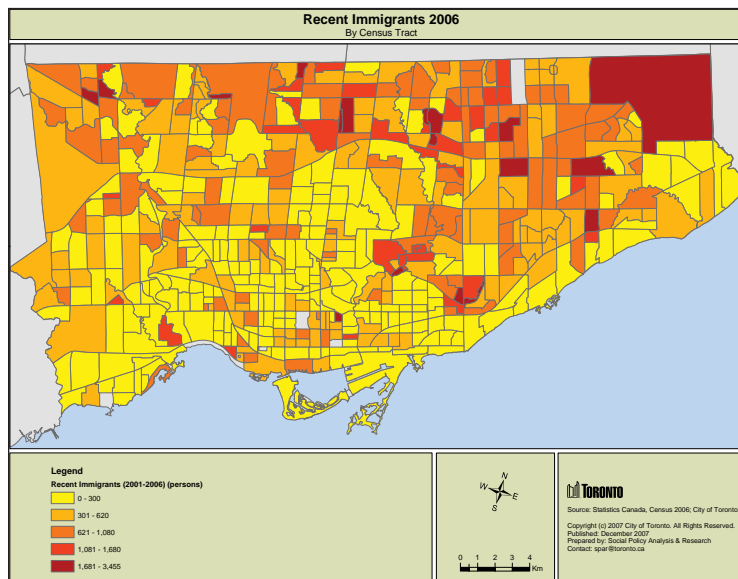 Recent Immigrants 2006
By Census Tract
Legend
Recent Immigrants (2001-2006) (persons)
0 - 300
301 - 620
621 - 1,080
1,081 - 1,680
1,681 - 3,455
N
W
E
S
0 1 2 3 4
Km
TORONTO
Source: Statistics Canada, Census 2006; City of Toronto
Copyright (c) 2007 City of Toronto. All Rights Reserved.
Published: December 2007
Prepared by: Social Policy Analysis & Research
Contact: spar@toronto.ca